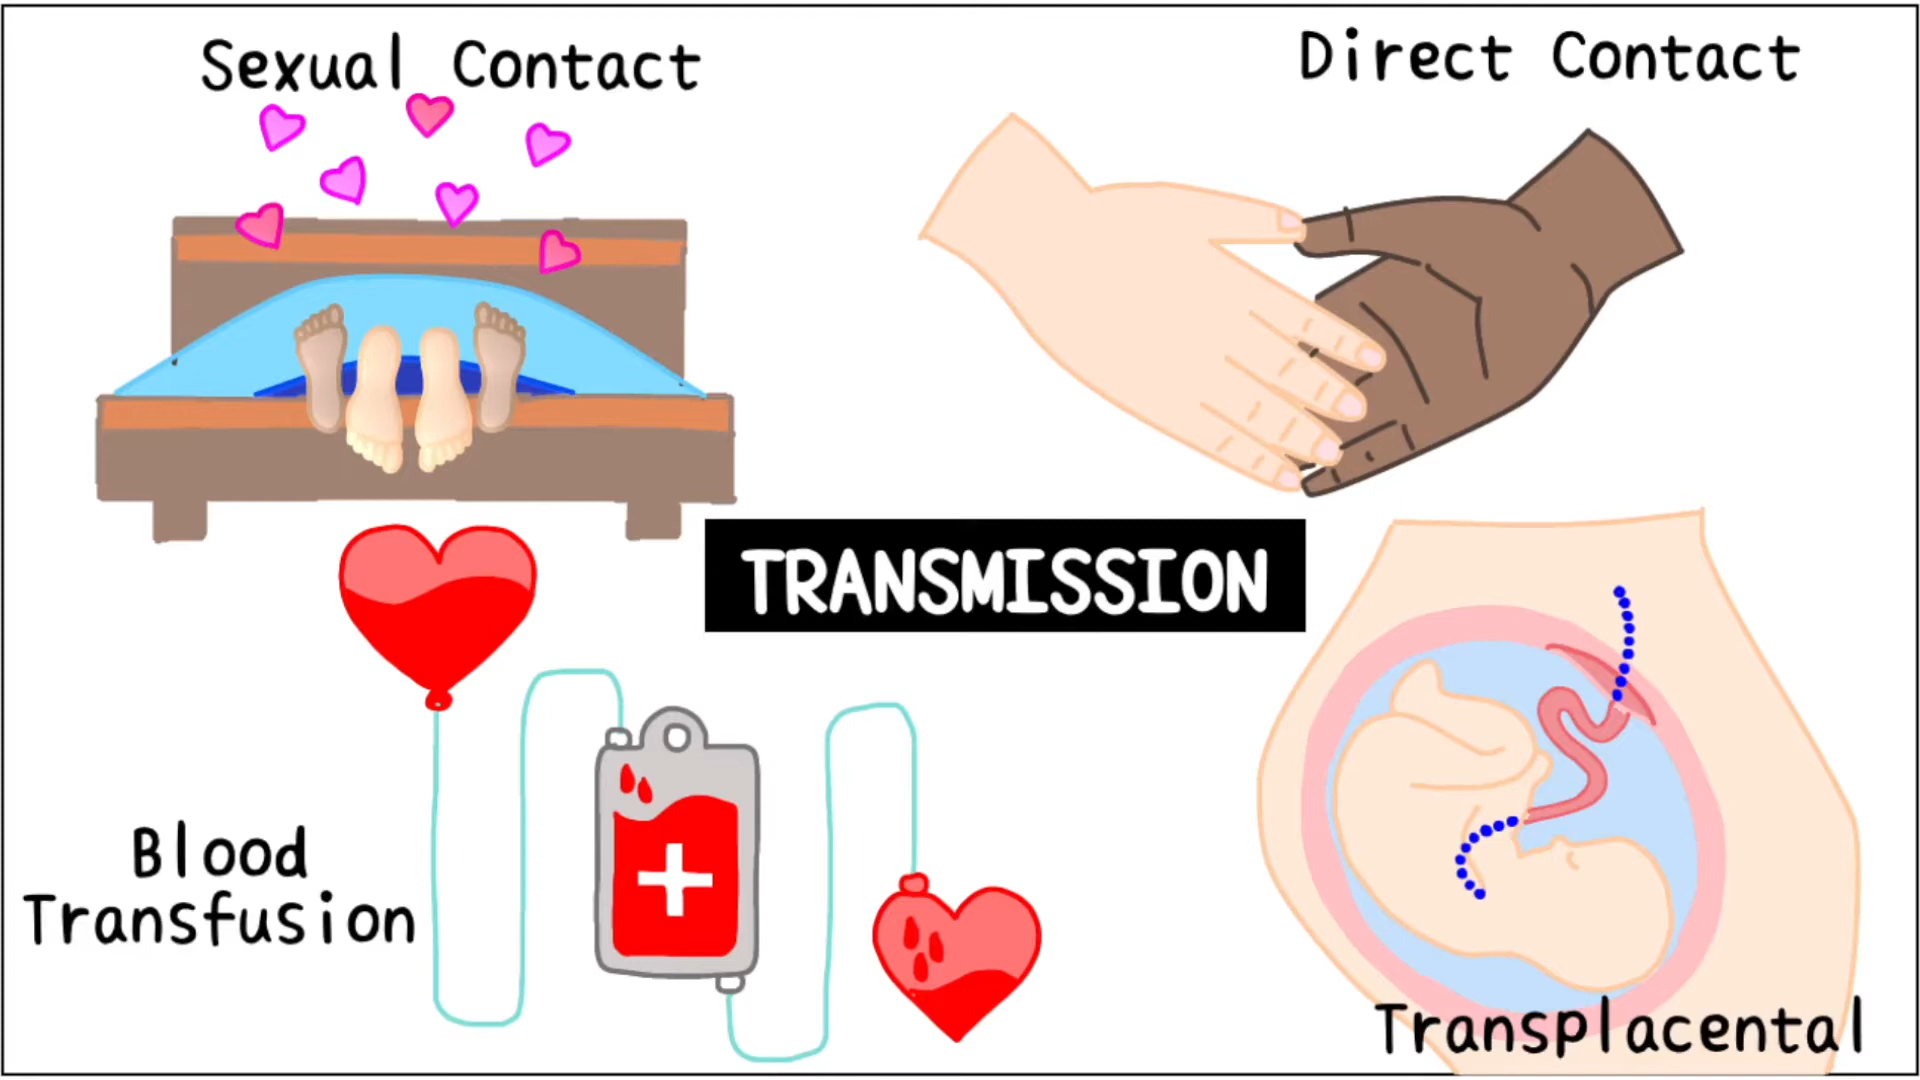 Sexual Contact
Direct Contact
TRANSMISSION
Blood
Transfusion
Transplacental